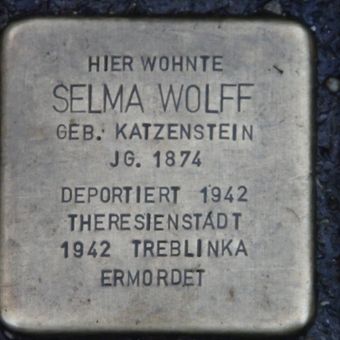 HIER WOHNTE
SELMA WOLFF
GEB. KATZENSTEIN
JG. 1874
DEPORTIERT 1942
THERESIENSTADT
1942 TREBLINKA
ERMORDET